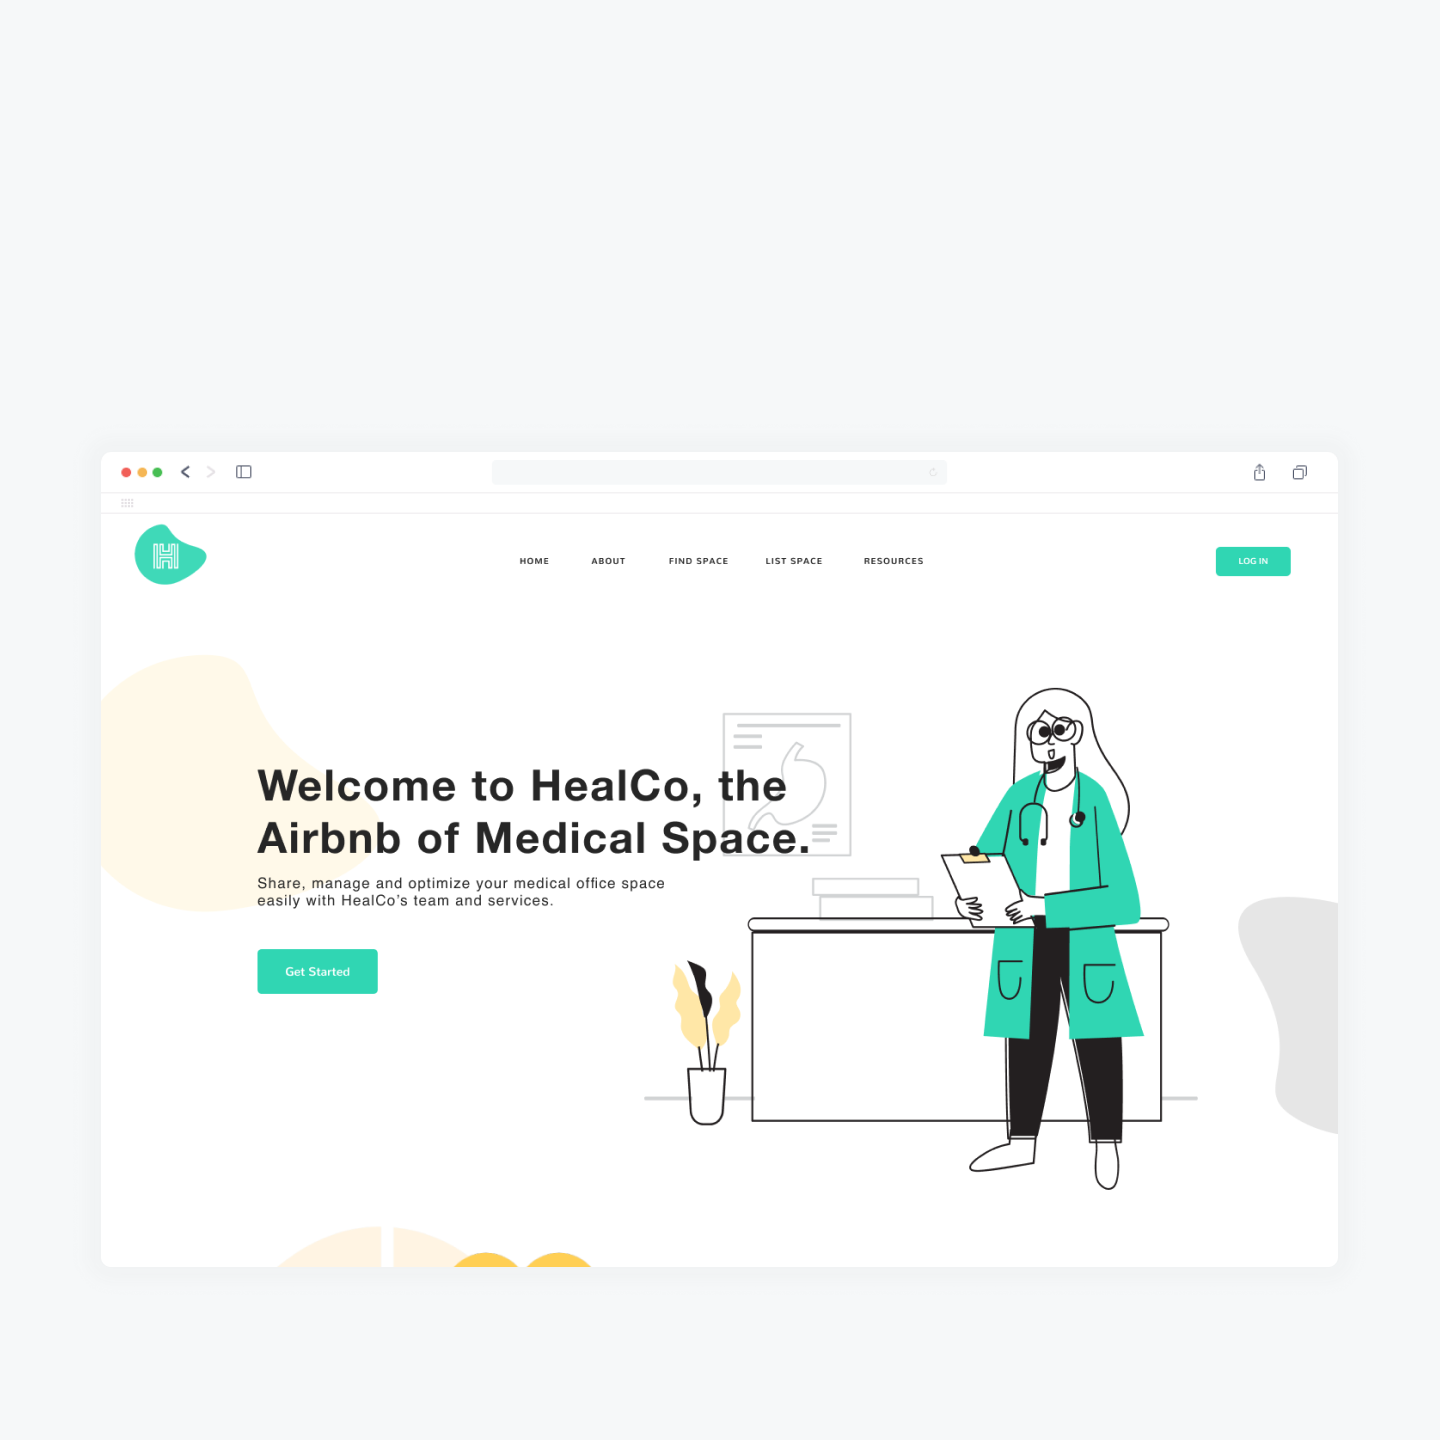 H
HOME ABOUT FIND SPACE LIST SPACE RESOURCES LOG IN
Welcome to HealCo, the
Airbnb of Medical Space.
Share, manage and optimize your medical office space
easily with HealCo’s team and services.
Get Started